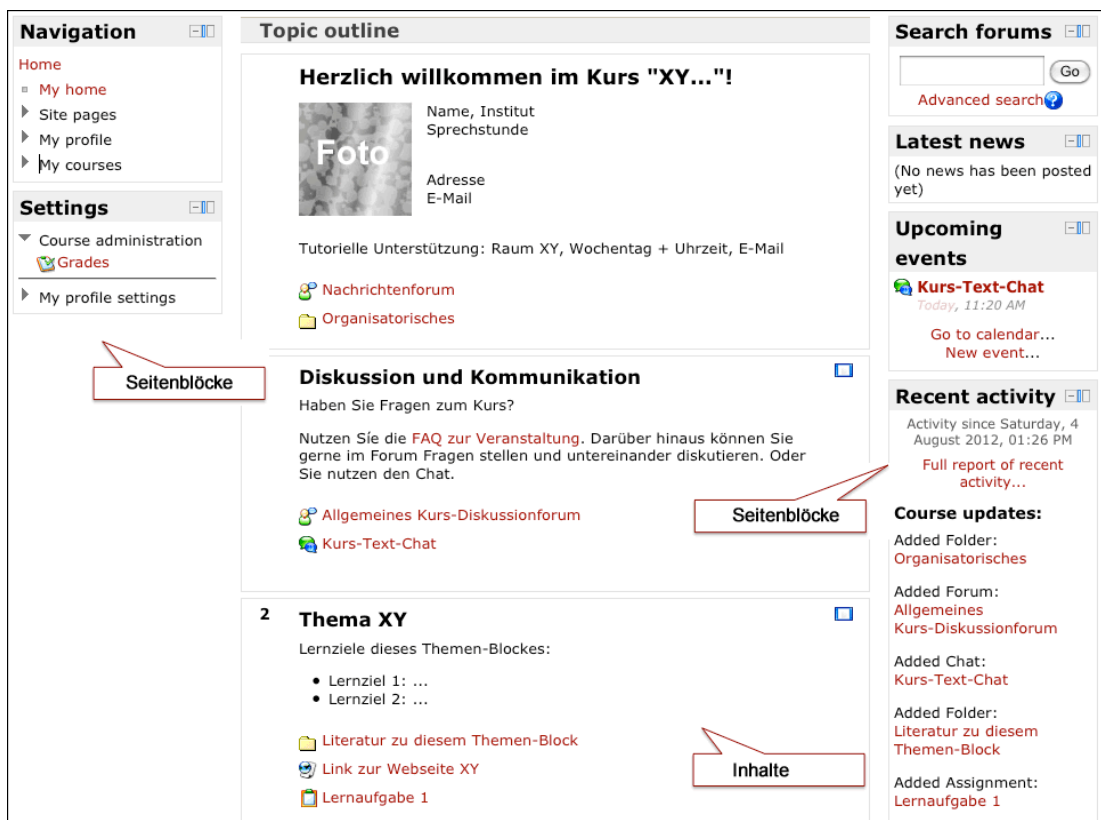 Navigation
Home
My home
Site pages
My profile
My courses
Settings
Course administration
Grades
My profile settings
Seitenblöcke
Topic outline
Herzlich willkommen im Kurs "XY..."!
Foto
Name, Institut
Sprechstunde
Adresse
E-Mail
Tutorielle Unterstützung: Raum XY, Wochentag + Uhrzeit, E-Mail
Nachrichtenforum
Organisatorisches
Diskussion und Kommunikation
Haben Sie Fragen zum Kurs?
Nutzen Síe die FAQ zur Veranstaltung. Darüber hinaus können Sie
gerne im Forum Fragen stellen und untereinander diskutieren. Oder
Sie nutzen den Chat.
Allgemeines Kurs-Diskussionforum
Kurs-Text-Chat
Seitenblöcke
2
Thema XY
Lernziele dieses Themen-Blockes:
• Lernziel 1: ...
• Lernziel 2: ...
Literatur zu diesem Themen-Block
Link zur Webseite XY
Lernaufgabe 1
Inhalte
Search forums
Go
Advanced search
Latest news
(No news has been posted
yet)
Upcoming
events
Kurs-Text-Chat
Today, 11:20 AM
Go to calendar...
New event...
Recent activity
Activity since Saturday, 4
August 2012, 01:26 PM
Full report of recent
activity...
Course updates:
Added Folder:
Organisatorisches
Added Forum:
Allgemeines
Kurs-Diskussionforum
Added Chat:
Kurs-Text-Chat
Added Folder:
Literatur zu diesem
Themen-Block
Added Assignment:
Lernaufgabe 1